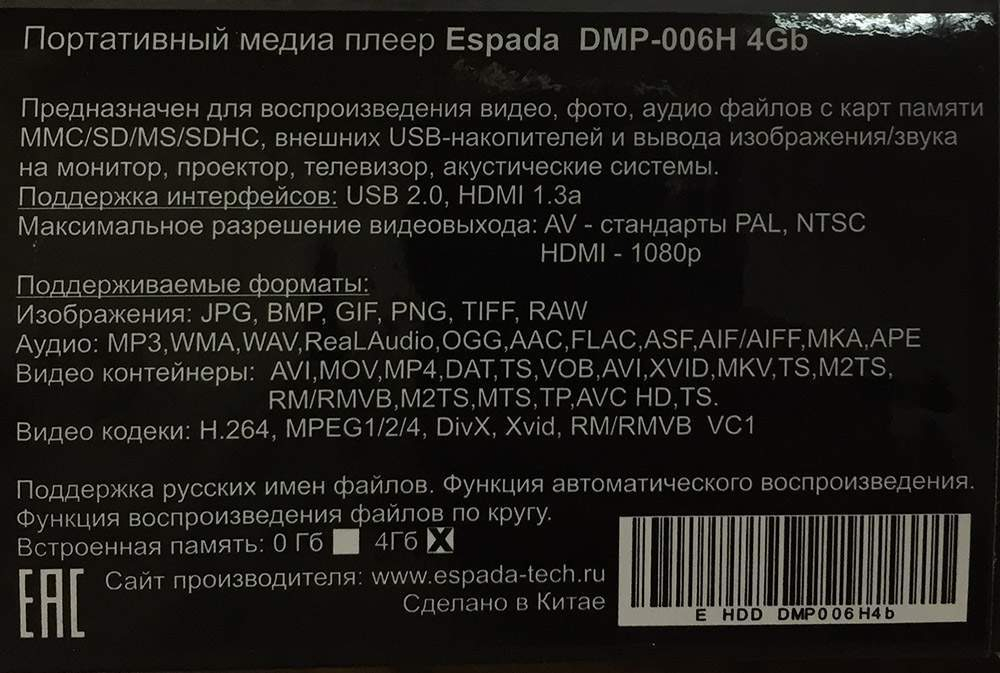 Портативный медиа плеер Espada DMP-006H 4Gb
Предназначен для воспроизведения видео, фото, аудио файлов с карт памяти
MMC/SD/MS/SDHC, внешних USB-накопителей и вывода изображения/звука
на монитор, проектор, телевизор, акустические системы.
Поддержка интерфейсов: USB 2.0, HDMI 1.3a
Максимальное разрешение видеовыхода: AV - стандарты PAL, NTSC
HDMI - 1080p
Поддерживаемые форматы:
Изображения: JPG, BMP, GIF, PNG, TIFF, RAW
Аудио: MP3,WMA,WAV,ReaLAudio,OGG,AAC,FLAC,ASF,AIF/AIFF,MKA,APE
Видео контейнеры: AVI,MOV,MP4,DAT,TS,VOB,AVI,XVID,MKV,TS,M2TS,
RM/RMVB,M2TS,MTS,TP,AVC HD,TS.
Видео кодеки: H.264, MPEG1/2/4, DivX, Xvid, RM/RMVB VC1
Поддержка русских имен файлов. Функция автоматического воспроизведения.
Функция воспроизведения файлов по кругу.
Встроенная память: 0 Гб 4Гб X
EAC Сайт производителя: www.espada-tech.ru
Сделано в Китае
E HDD DMP006H4b